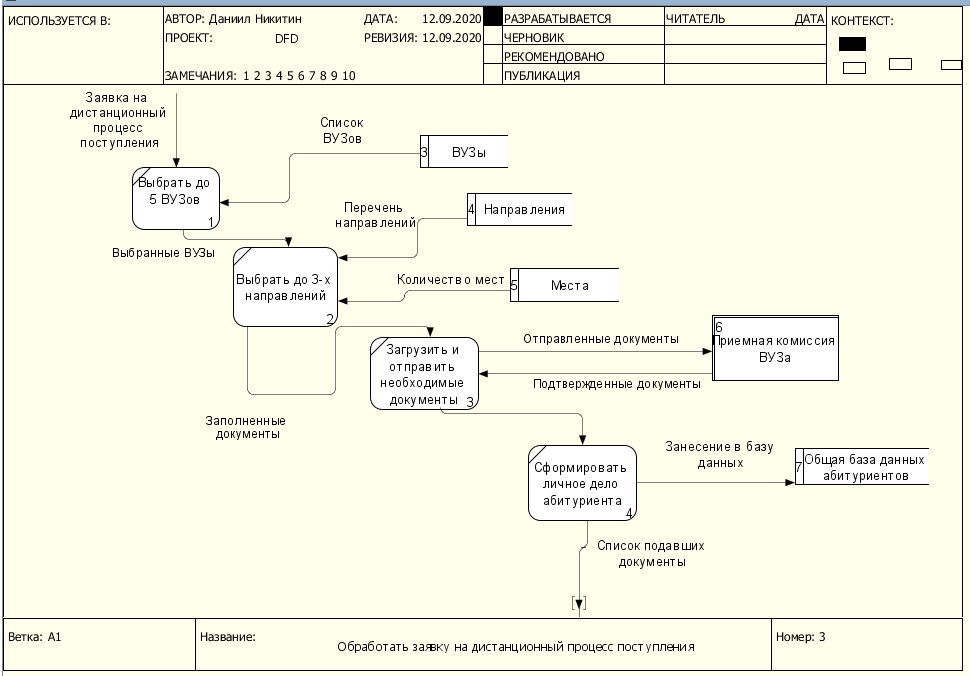 ИСПОЛЬЗУЕТСЯ В:
АВТОР: Даниил Никитин
ДАТА: 12.09.2020
ПРОЕКТ: DFD
РЕВИЗИЯ: 12.09.2020
ЗАМЕЧАНИЯ: 1 2 3 4 5 6 7 8 9 10
РАЗРАБАТЫВАЕТСЯ
ЧЕРНОВИК
РЕКОМЕНДОВАНО
ПУБЛИКАЦИЯ
ЧИТАТЕЛЬ
ДАТА
КОНТЕКСТ:
Заявка на
дистанционный
процесс
поступления
Список
ВУЗов
3
ВУЗы
Выбрать до
5 ВУЗов
1
Перечень
направлений
4
Направления
Выбранные ВУЗы
Выбрать до 3-х
направлений
2
Количество мест
5
Места
Загрузить и
отправить
необходимые
документы
3
Отправленные документы
6
Приемная комиссия
ВУЗа
Подтвержденные документы
Заполненные
документы
Сформировать
личное дело
абитуриента
4
Занесение в базу
данных
7
Общая база данных
абитуриентов
Список подавших
документы
Ветка: A1
Название:
Обработать заявку на дистанционный процесс поступления
Номер: 3